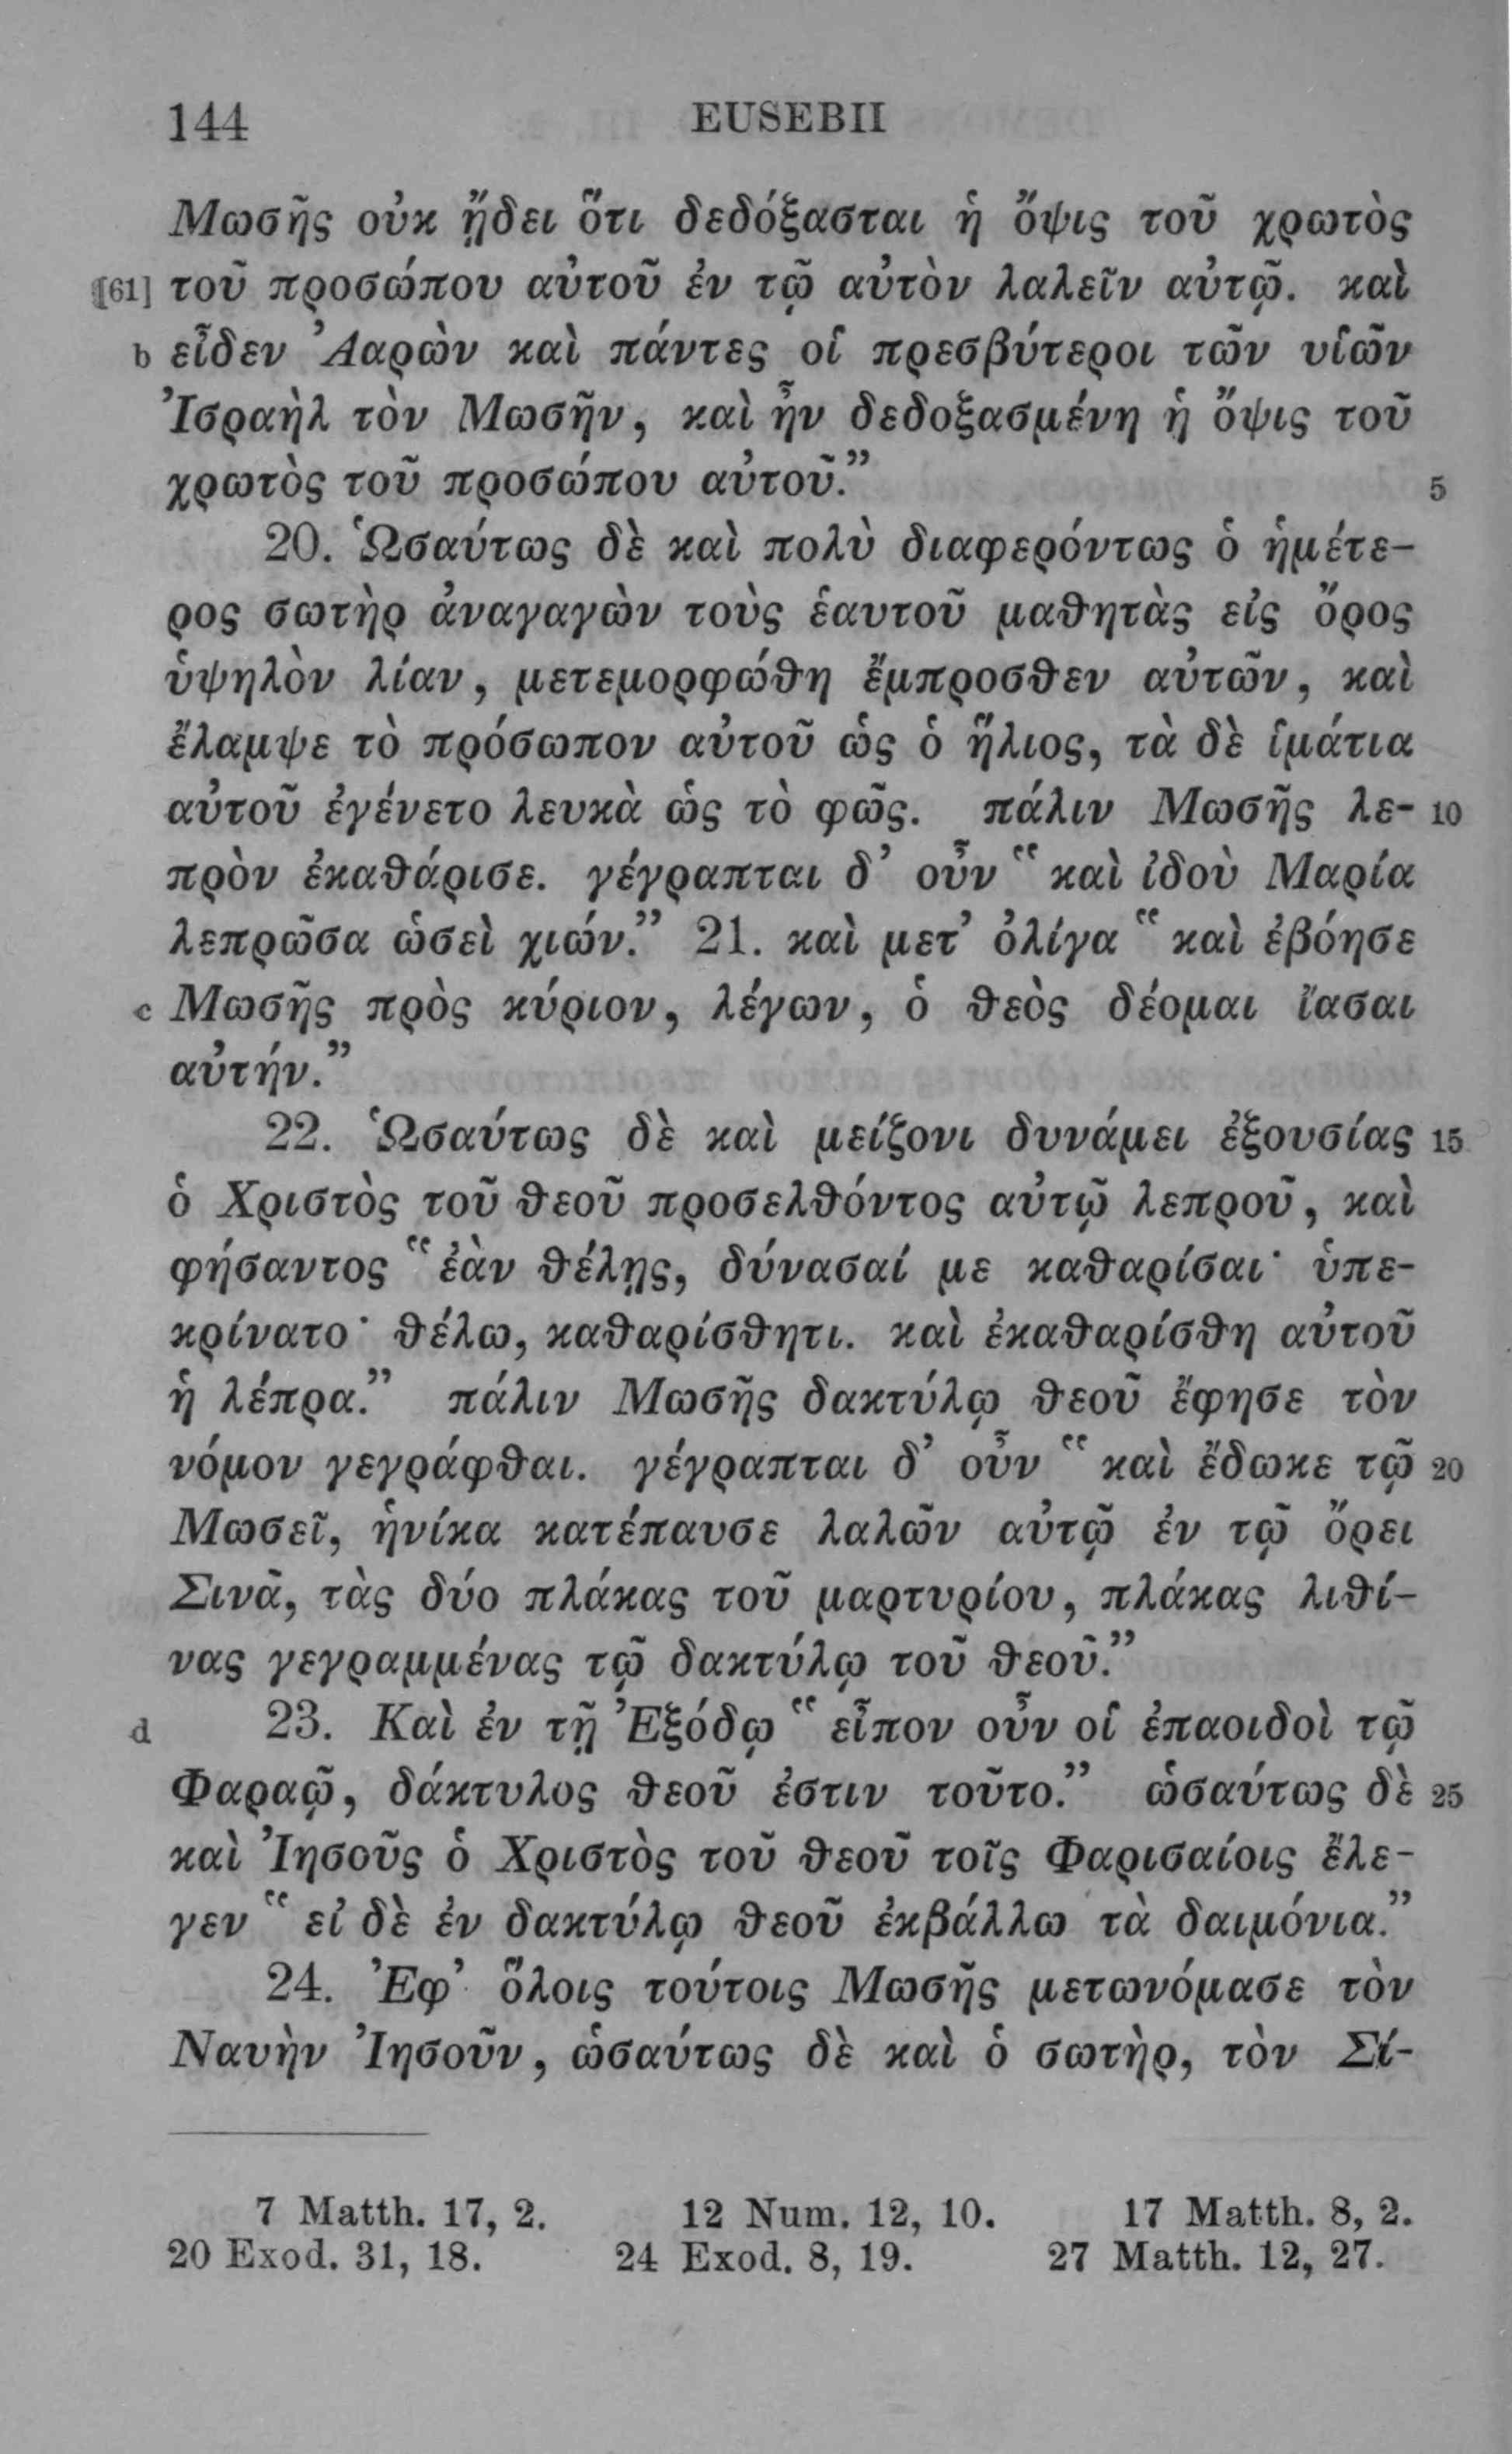 144 EUSEBII
Μωσῆς οὐκ ᾔδει ὅτι δεδόξασται ἡ ὄψις τοῦ χρωτὸς
[61] τοῦ προσώπου αὐτοῦ ἐν τῷ αὐτὸν λαλεῖν αὐτῷ. καὶ
b εἶδεν Ἀαρὼν καὶ πάντες οἱ πρεσβύτεροι τῶν υἱῶν
Ἰσραὴλ τὸν Μωσῆν, καὶ ἦν δεδοξασμένη ἡ ὄψις τοῦ
χρωτὸς τοῦ προσώπου αὐτοῦ.” 5
20. Ὡσαύτως δὲ καὶ πολὺ διαφερόντως ὁ ἡμέτε-
ρος σωτὴρ ἀναγαγὼν τοὺς ἑαυτοῦ μαθητὰς εἰς ὄρος
ὑψηλὸν λίαν, μετεμορφώθη ἔμπροσθεν αὐτῶν, καὶ
ἔλαμψε τὸ πρόσωπον αὐτοῦ ὡς ὁ ἥλιος, τὰ δὲ ἱμάτια
αὐτοῦ ἐγένετο λευκὰ ὡς τὸ φῶς. πάλιν Μωσῆς λε- 10
πρὸν ἐκαθάρισε. γέγραπται δ’ οὖν “καὶ ἰδοὺ Μαρία
λεπρῶσα ὡσεὶ χιών.” 21. καὶ μετ’ ὀλίγα “καὶ ἐβόησε
c Μωσῆς πρὸς κύριον, λέγων, ὁ θεὸς δέομαι ἴασαι
αὐτήν.”
22. Ὡσαύτως δὲ καὶ μείζονι δυνάμει ἐξουσίας 15
ὁ Χριστὸς τοῦ θεοῦ προσελθόντος αὐτῷ λεπροῦ, καὶ
φήσαντος “ἐὰν θέλῃς, δύνασαί με καθαρίσαι· ὑπε-
κρίνατο· θέλω, καθαρίσθητι. καὶ ἐκαθαρίσθη αὐτοῦ
ἡ λέπρα.” πάλιν Μωσῆς δακτύλῳ θεοῦ ἔφησε τὸν
νόμον γεγράφθαι. γέγραπται δ’ οὖν “καὶ ἔδωκε τῷ 20
Μωσεῖ, ἡνίκα κατέπαυσε λαλῶν αὐτῷ ἐν τῷ ὄρει
Σινᾶ, τὰς δύο πλάκας τοῦ μαρτυρίου, πλάκας λιθί-
νας γεγραμμένας τῷ δακτύλῳ τοῦ θεοῦ.”
d 23. Καὶ ἐν τῇ Ἐξόδῳ “εἶπον οὖν οἱ ἐπαοιδοὶ τῷ
Φαραῷ, δάκτυλος θεοῦ ἐστιν τοῦτο.” ὡσαύτως δὲ 25
καὶ Ἰησοῦς ὁ Χριστὸς τοῦ θεοῦ τοῖς Φαρισαίοις ἔλε-
γεν “εἰ δὲ ἐν δακτύλῳ θεοῦ ἐκβάλλω τὰ δαιμόνια.”
24. Ἐφ’ ὅλοις τούτοις Μωσῆς μετωνόμασε τὸν
Ναυὴν Ἰησοῦν, ὡσαύτως δὲ καὶ ὁ σωτὴρ, τὸν Σί-
7 Matth. 17, 2. 12 Num. 12, 10. 17 Matth. 8, 2.
20 Exod. 31, 18. 24 Exod. 8, 19. 27 Matth. 12, 27.